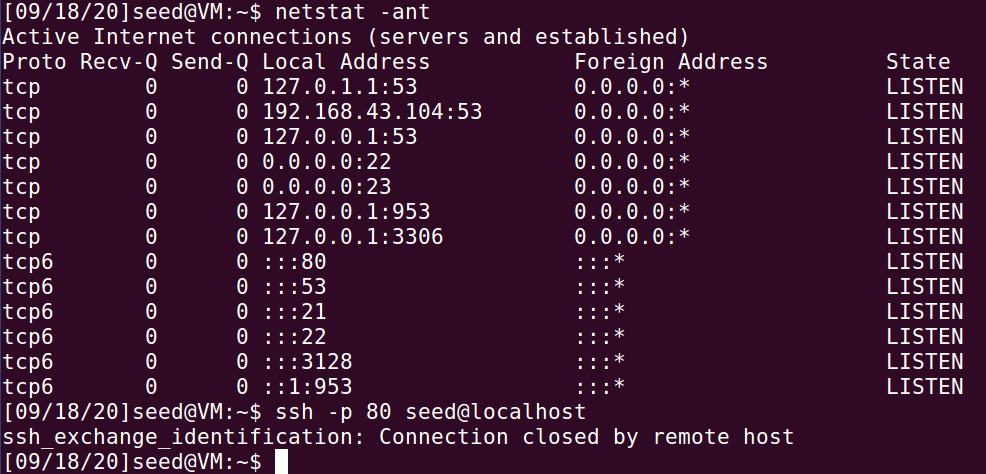 [09/18/20]seed@VM:~$ netstat -ant
Active Internet connections (servers and established)
Proto Recv-Q Send-Q Local Address           Foreign Address         State
tcp        0      0 127.0.1.1:53            0.0.0.0:*               LISTEN
tcp        0      0 192.168.43.104:53       0.0.0.0:*               LISTEN
tcp        0      0 127.0.0.1:53            0.0.0.0:*               LISTEN
tcp        0      0 0.0.0.0:22              0.0.0.0:*               LISTEN
tcp        0      0 0.0.0.0:23              0.0.0.0:*               LISTEN
tcp        0      0 127.0.0.1:953           0.0.0.0:*               LISTEN
tcp        0      0 127.0.0.1:3306          0.0.0.0:*               LISTEN
tcp6       0      0 :::80                   :::*                    LISTEN
tcp6       0      0 :::53                   :::*                    LISTEN
tcp6       0      0 :::21                   :::*                    LISTEN
tcp6       0      0 :::22                   :::*                    LISTEN
tcp6       0      0 :::3128                 :::*                    LISTEN
tcp6       0      0 ::1:953                 :::*                    LISTEN
[09/18/20]seed@VM:~$ ssh -p 80 seed@localhost
ssh_exchange_identification: Connection closed by remote host
[09/18/20]seed@VM:~$